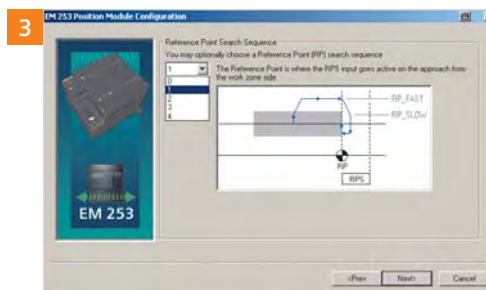 3
EM 253 Position Module Configuration
Reference Point Search Sequence
You may optionally choose a Reference Point (RP) search sequence
1
The Reference Point is where the RPS input goes active on the approach from
the work zone side.
0
1
2
3
4
RP_FAST
RP_SLOW
RP
RPS
EM 253
<Prev
Next>
Cancel